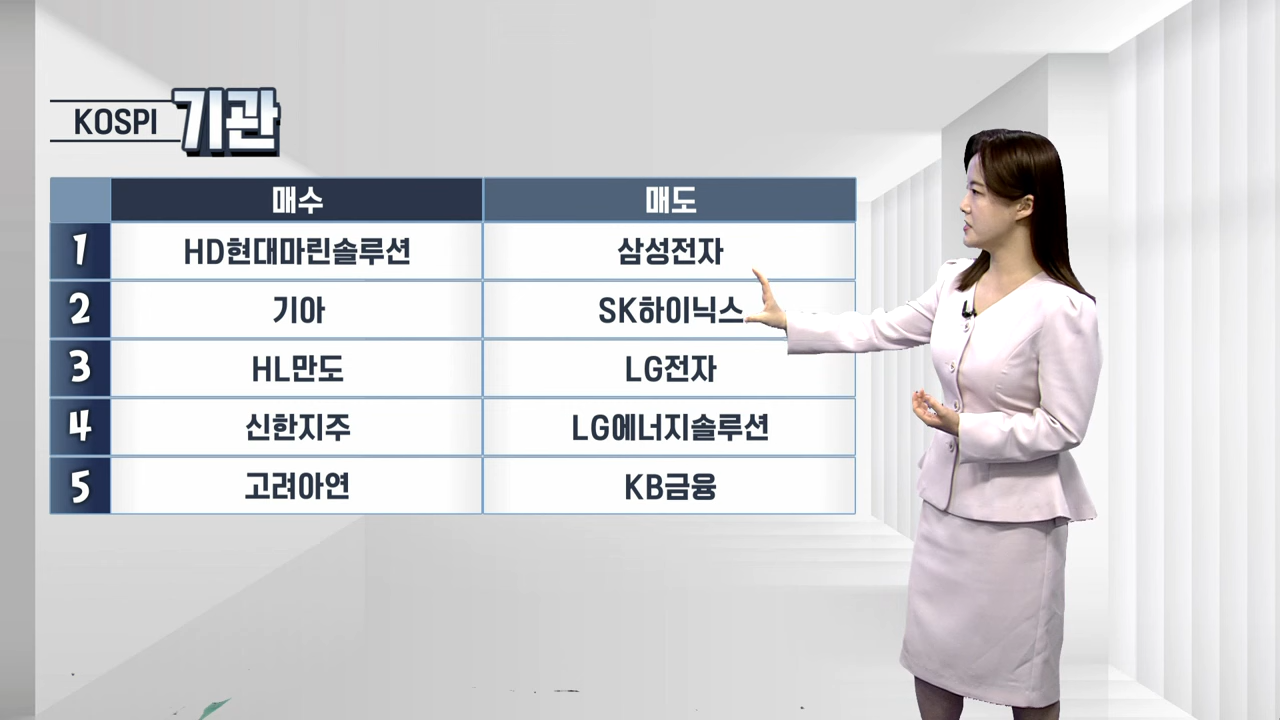 KOSPI 기관
매수 매도
1 HD현대마린솔루션 삼성전자
2 기아 SK하이닉스
3 HL만도 LG전자
4 신한지주 LG에너지솔루션
5 고려아연 KB금융